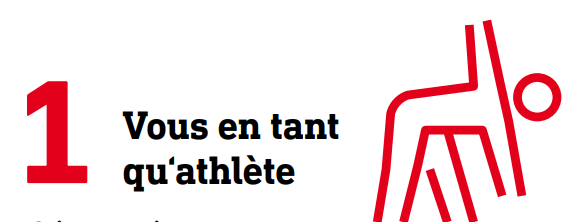 1
Vous en tant
qu‘athlète